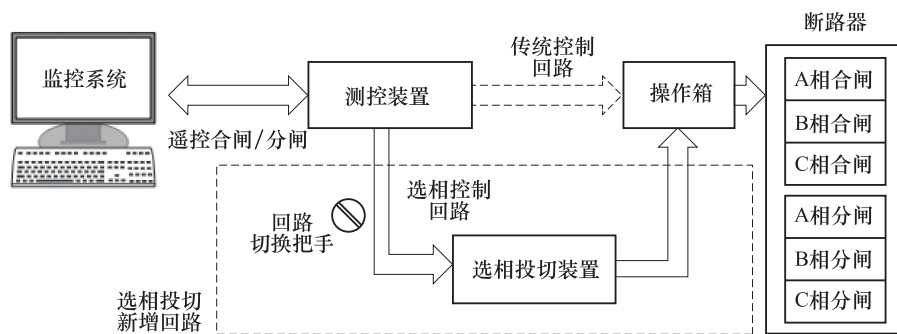 断路器
监控系统
传统控制
回路
测控装置
操作箱
A相合闸
B相合闸
C相合闸
遥控合闸/分闸
选相控制
回路
回路
切换把手
选相投切装置
A相分闸
B相分闸
C相分闸
选相投切
新增回路